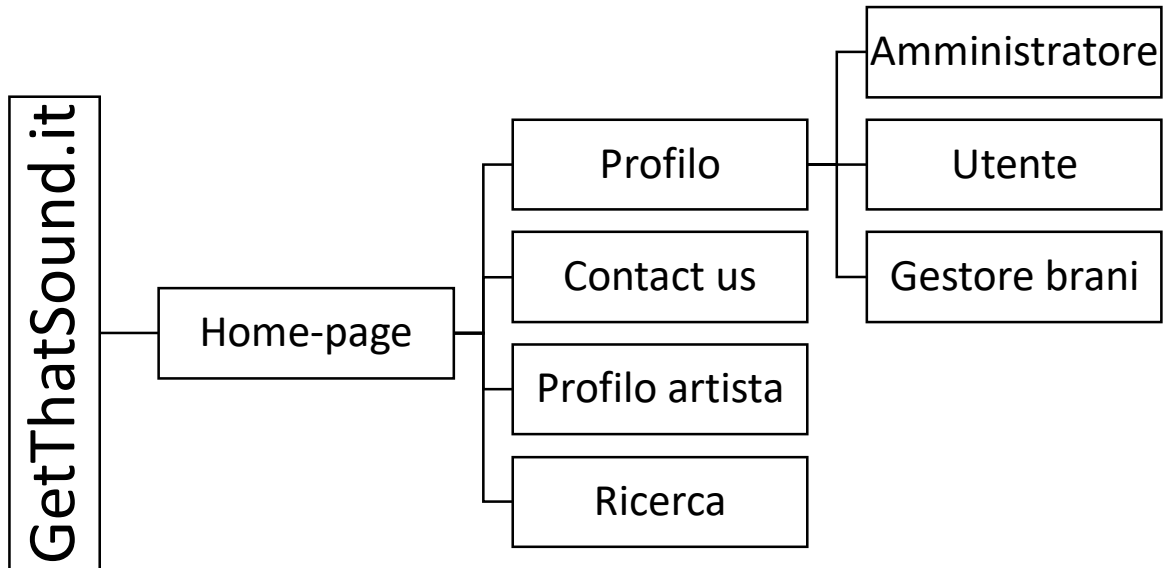 GetThatSound.it
Home-page
Profilo
Contact us
Profilo artista
Ricerca
Amministratore
Utente
Gestore brani